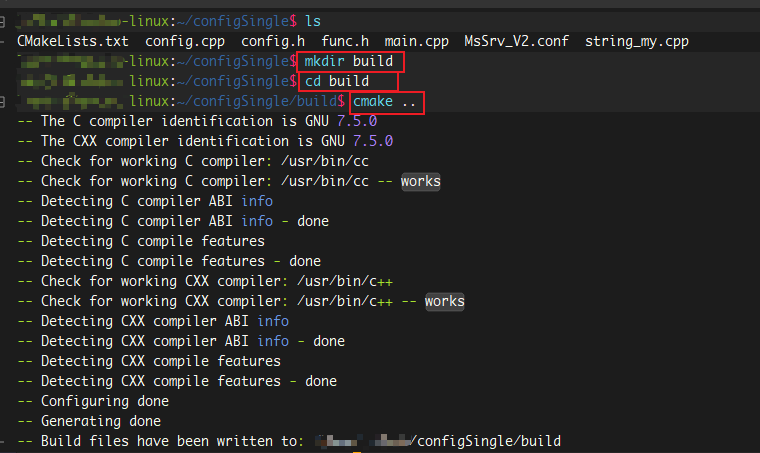 -linux:~/configSingle$ ls
CMakeLists.txt config.cpp config.h func.h main.cpp MsSrv_V2.conf string_my.cpp
-linux:~/configSingle$ mkdir build
linux:~/configSingle$ cd build
linux:~/configSingle/build$ cmake ..
-- The C compiler identification is GNU 7.5.0
-- The CXX compiler identification is GNU 7.5.0
-- Check for working C compiler: /usr/bin/cc
-- Check for working C compiler: /usr/bin/cc -- works
-- Detecting C compiler ABI info
-- Detecting C compiler ABI info - done
-- Detecting C compile features
-- Detecting C compile features - done
-- Check for working CXX compiler: /usr/bin/c++
-- Check for working CXX compiler: /usr/bin/c++ -- works
-- Detecting CXX compiler ABI info
-- Detecting CXX compiler ABI info - done
-- Detecting CXX compile features
-- Detecting CXX compile features - done
-- Configuring done
-- Generating done
-- Build files have been written to: /configSingle/build